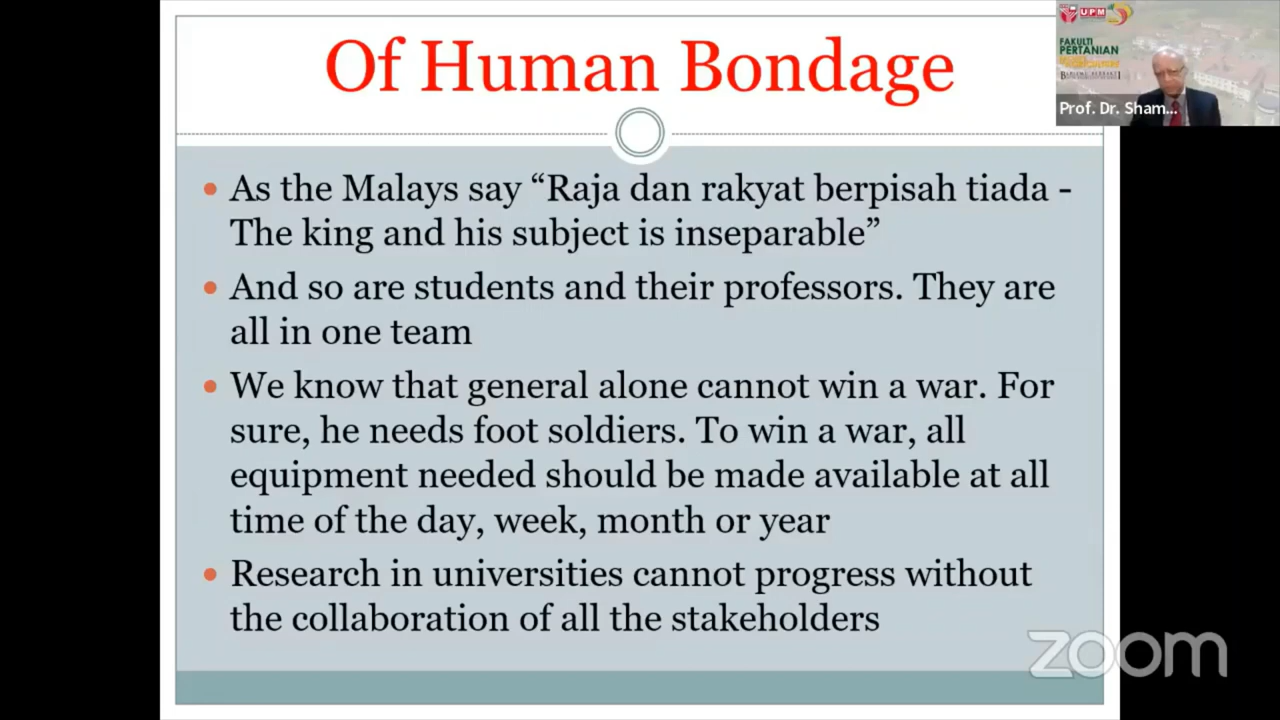 Of Human Bondage
• As the Malays say “Raja dan rakyat berpisah tiada -
The king and his subject is inseparable”
• And so are students and their professors. They are
all in one team
• We know that general alone cannot win a war. For
sure, he needs foot soldiers. To win a war, all
equipment needed should be made available at all
time of the day, week, month or year
• Research in universities cannot progress without
the collaboration of all the stakeholders
UPM
FAKULTI
PERTANIAN
Prof. Dr. Sham...
zoom